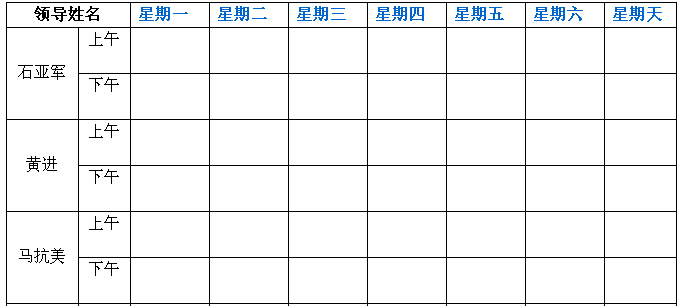 领导姓名 星期一 星期二 星期三 星期四 星期五 星期六 星期天
石亚军 上午
下午
黄进 上午
下午
马抗美 上午
下午